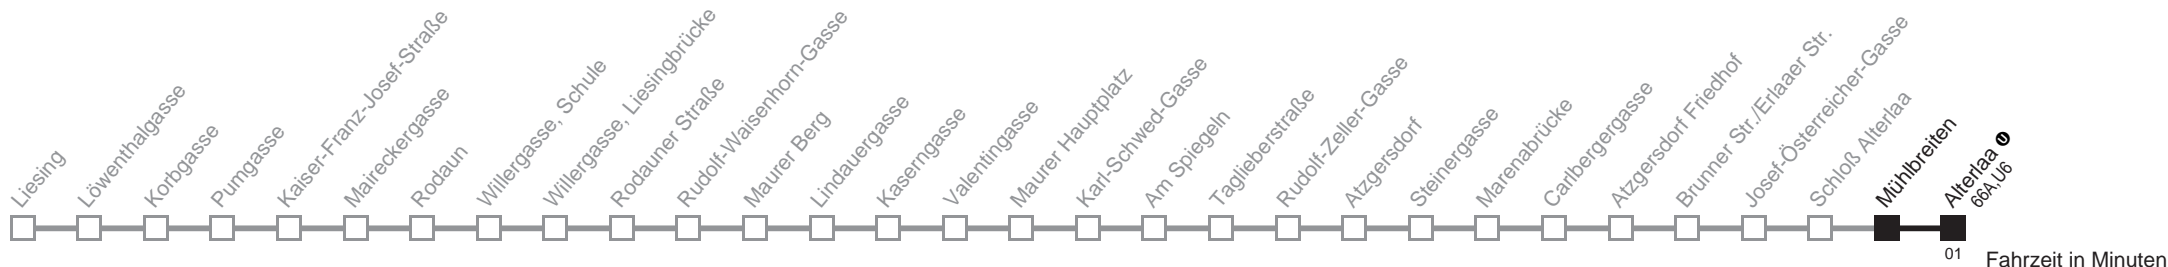 Liesing
Löwenthalgasse
Korbgasse
Pumgasse
Kaiser-Franz-Josef-Straße
Maireckergasse
Rodaun
Willergasse, Schule
Willergasse, Liesingbrücke
Rodauner Straße
Rudolf-Waisenhorn-Gasse
Maurer Berg
Lindauergasse
Kaserngasse
Valentingasse
Maurer Hauptplatz
Karl-Schwed-Gasse
Am Spiegeln
Taglieberstraße
Rudolf-Zeller-Gasse
Atzgersdorf
Steinergasse
Marennabrücke
Carlbergergasse
Atzgersdorf Friedhof
Brunner Str./Erlaaer Str.
Josef-Österreicher-Gasse
Schloß Alterlaa
Mühlbreiten
Alterlaa U
66A,U6
01
Fahrzeit in Minuten